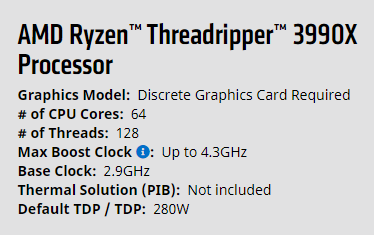 AMD Ryzen™ Threadripper™ 3990X
Processor
Graphics Model: Discrete Graphics Card Required
# of CPU Cores: 64
# of Threads: 128
Max Boost Clock i: Up to 4.3GHz
Base Clock: 2.9GHz
Thermal Solution (PIB): Not included
Default TDP / TDP: 280W